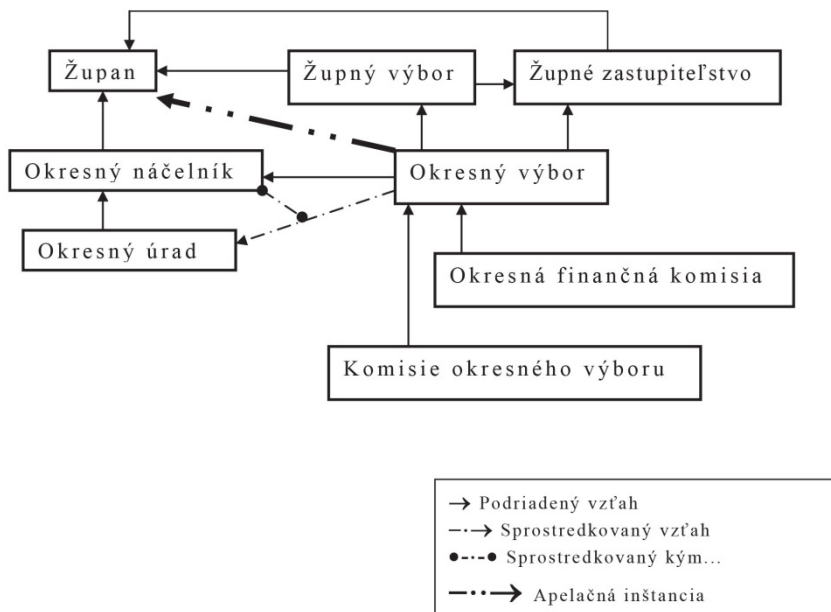 Župan
Župný výbor
Župné zastupiteľstvo
Okresný náčelník
Okresný výbor
Okresný úrad
Okresná finančná komisia
Komisie okresného výboru
Podriadený vzťah
Sprostredkovaný vzťah
Sprostredkovaný kým...
Apelačná inštancia